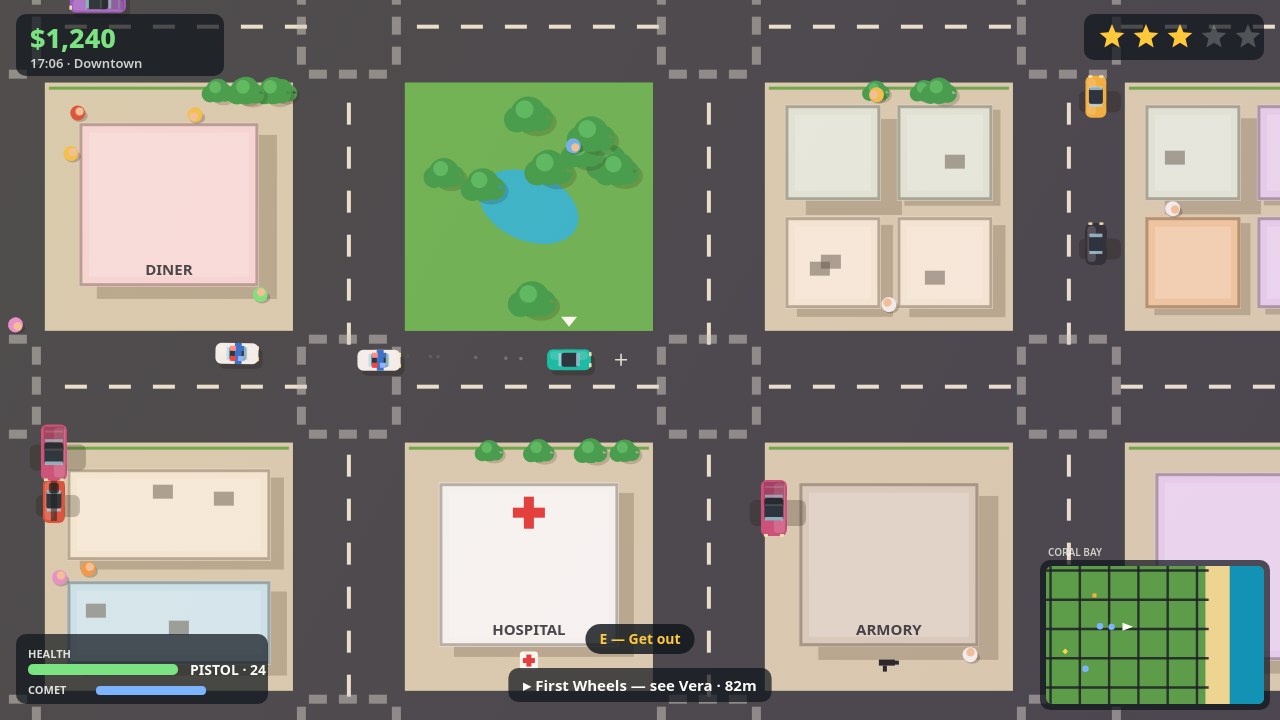 $1,240
17:06 · Downtown
DINER
HOSPITAL
ARMORY
CORAL BAY
E — Get out
HEALTH
PISTOL · 24
COMET
▸ First Wheels — see Vera · 82m